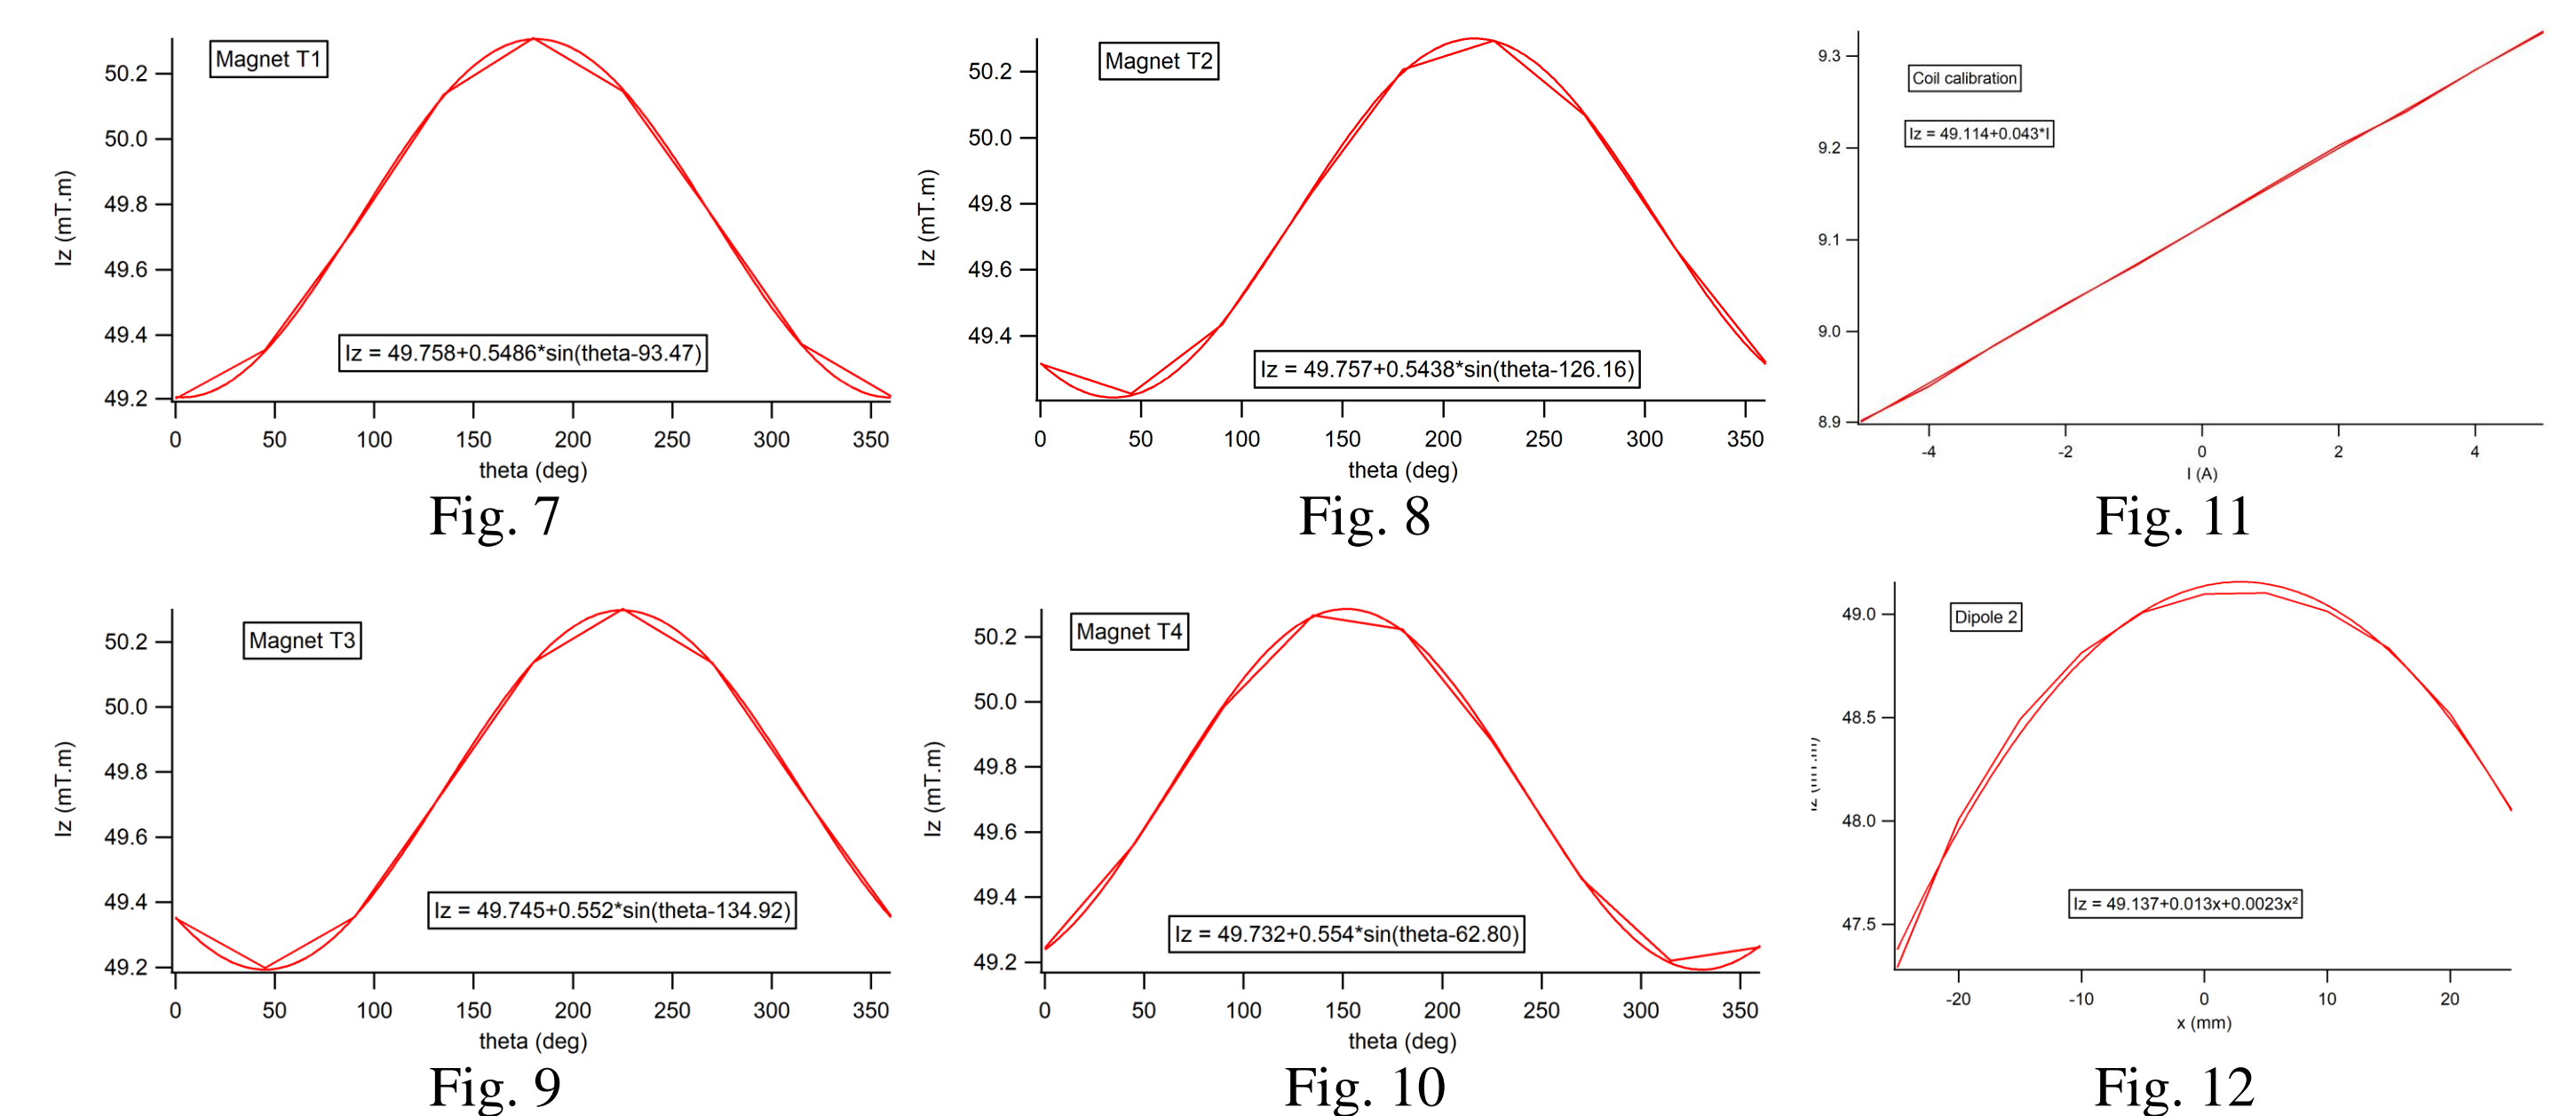 Magnet T1
50.2
50.0
49.8
49.6
49.4
49.2
Iz (mT.m)
Iz = 49.758+0.5486*sin(theta-93.47)
0 50 100 150 200 250 300 350
theta (deg)
Fig. 7
Magnet T2
50.2
50.0
49.8
49.6
49.4
Iz (mT.m)
Iz = 49.757+0.5438*sin(theta-126.16)
0 50 100 150 200 250 300 350
theta (deg)
Fig. 8
9.3
9.2
9.1
9.0
8.9
Coil calibration
Iz = 49.114+0.043*I
-4 -2 0 2 4
I (A)
Fig. 11
Magnet T3
50.2
50.0
49.8
49.6
49.4
49.2
Iz (mT.m)
Iz = 49.745+0.552*sin(theta-134.92)
0 50 100 150 200 250 300 350
theta (deg)
Fig. 9
Magnet T4
50.2
50.0
49.8
49.6
49.4
49.2
Iz (mT.m)
Iz = 49.732+0.554*sin(theta-62.80)
0 50 100 150 200 250 300 350
theta (deg)
Fig. 10
Dipole 2
49.0
48.5
48.0
47.5
Iz = 49.137+0.013x+0.0023x²
-20 -10 0 10 20
x (mm)
Fig. 12